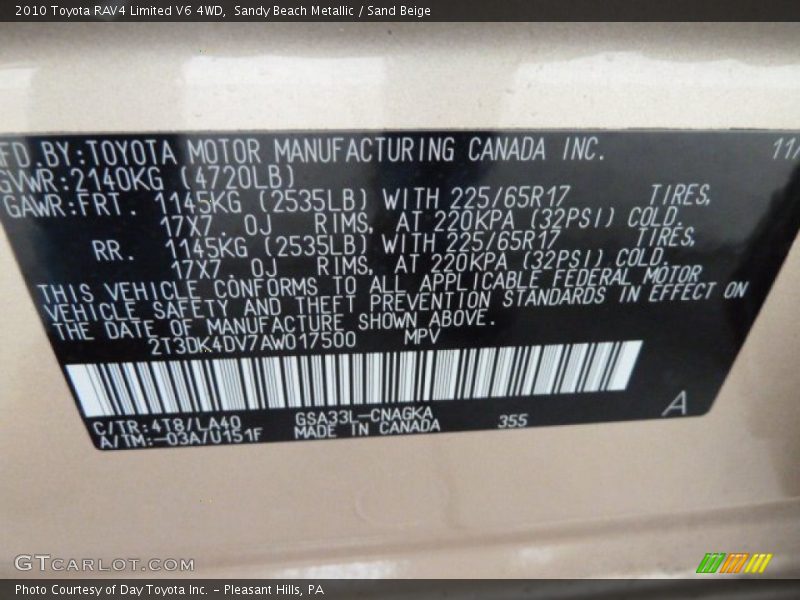 2010 Toyota RAV4 Limited V6 4WD, Sandy Beach Metallic / Sand Beige
FD.BY:TOYOTA MOTOR MANUFACTURING CANADA INC. 11/
GVWR:2140KG (4720LB)
GAWR:FRT. 1145KG (2535LB) WITH 225/65R17 TIRES,
17X7.0J RIMS, AT 220KPA (32PSI) COLD.
RR. 1145KG (2535LB) WITH 225/65R17 TIRES,
17X7.0J RIMS, AT 220KPA (32PSI) COLD.
THIS VEHICLE CONFORMS TO ALL APPLICABLE FEDERAL MOTOR
VEHICLE SAFETY AND THEFT PREVENTION STANDARDS IN EFFECT ON
THE DATE OF MANUFACTURE SHOWN ABOVE.
2T3DK4DV7AW017500 MPV
C/TR:4T8/LA40 GSA33L-CNAGKA 355 A
A/TM:-03A/U151F MADE IN CANADA
GTCARLOT.COM
Photo Courtesy of Day Toyota Inc. - Pleasant Hills, PA